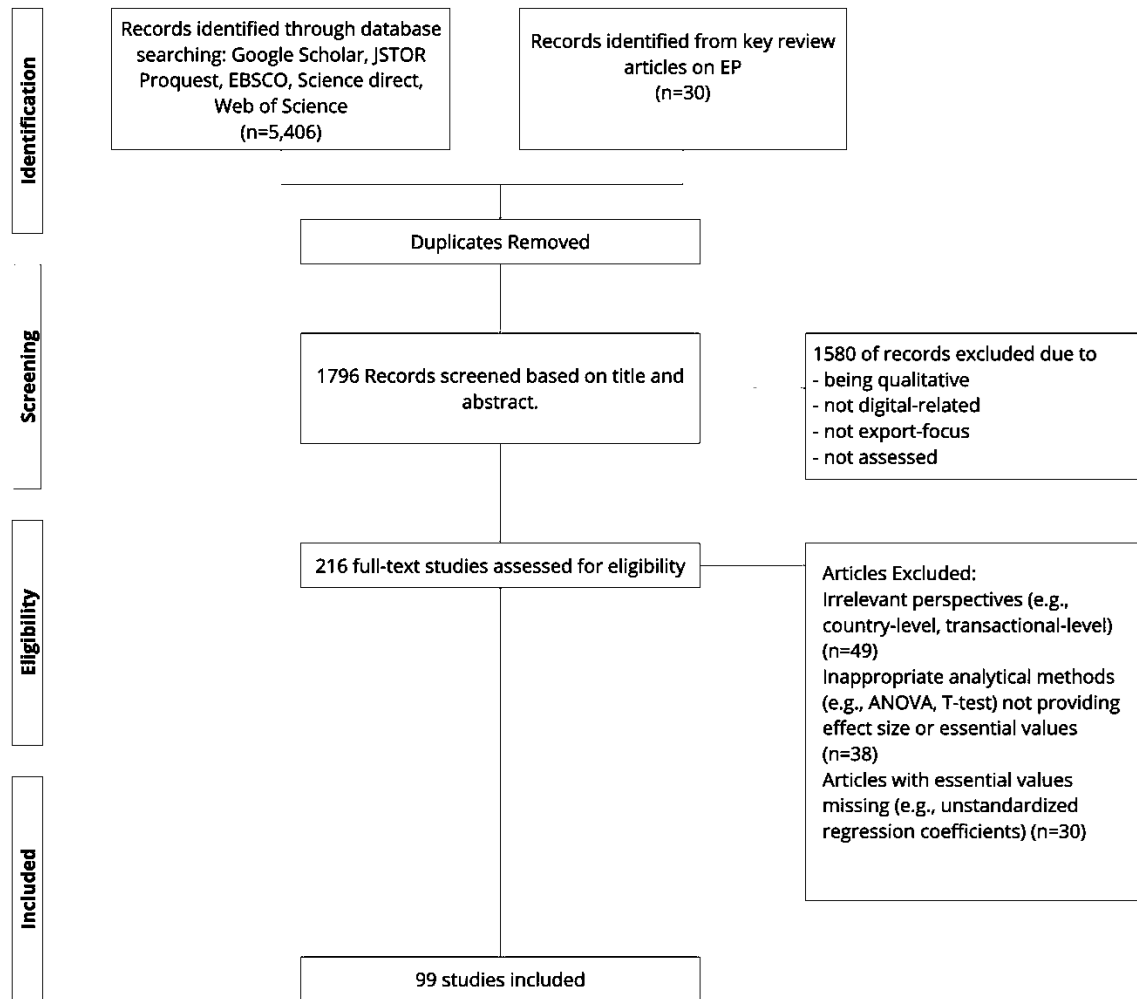 Identification
Records identified through database
searching: Google Scholar, JSTOR
Proquest, EBSCO, Science direct,
Web of Science
(n=5,406)
Records identified from key review
articles on EP
(n=30)
Duplicates Removed
Screening
1796 Records screened based on title and
abstract.
1580 of records excluded due to
- being qualitative
- not digital-related
- not export-focus
- not assessed
Eligibility
216 full-text studies assessed for eligibility
Articles Excluded:
Irrelevant perspectives (e.g.,
country-level, transactional-level)
(n=49)
Inappropriate analytical methods
(e.g., ANOVA, T-test) not providing
effect size or essential values
(n=38)
Articles with essential values
missing (e.g., unstandardized
regression coefficients) (n=30)
Included
99 studies included